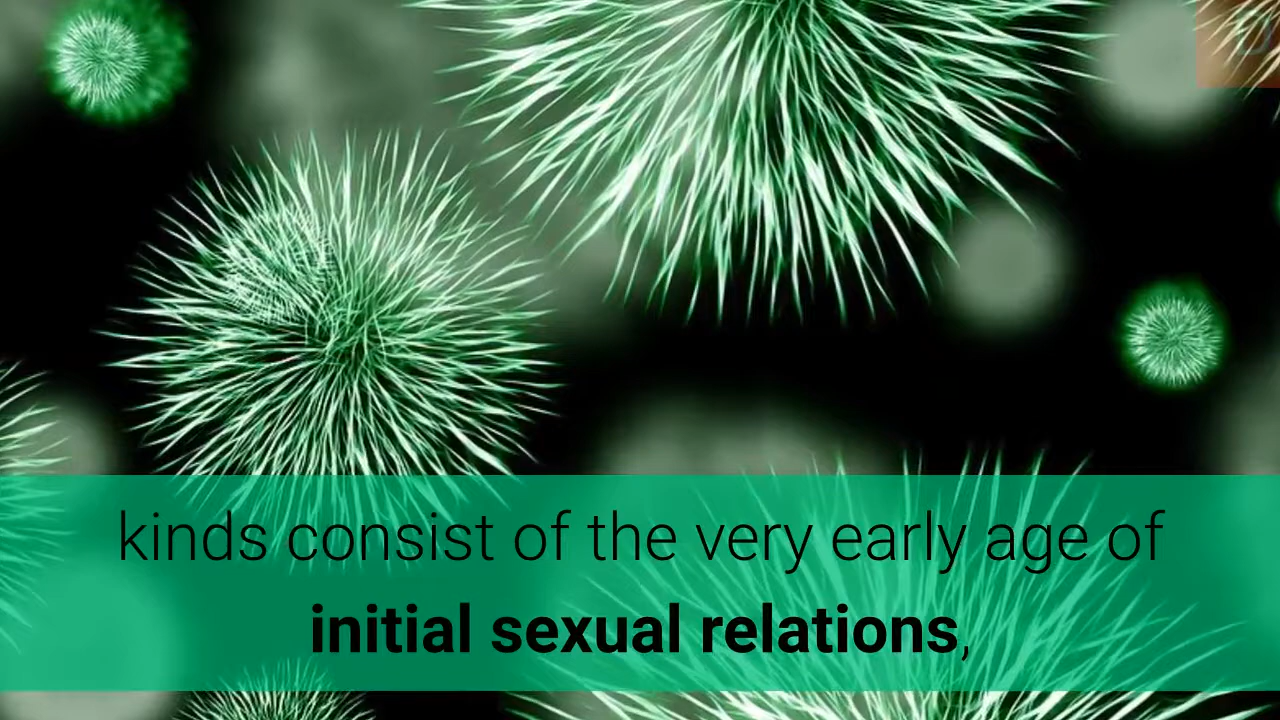 kinds consist of the very early age of
initial sexual relations,